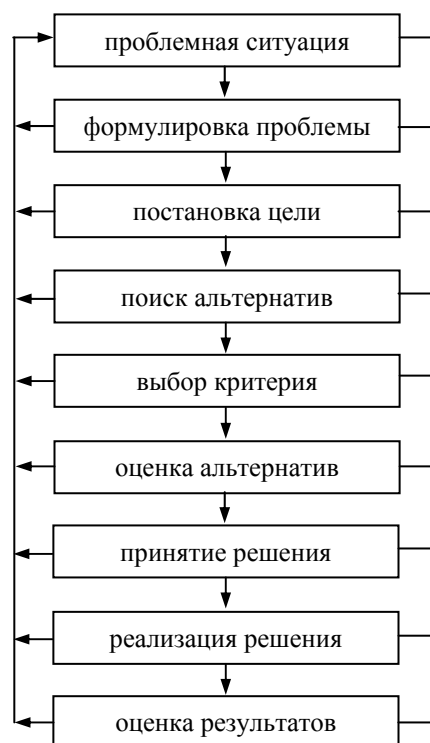 проблемная ситуация
формулировка проблемы
постановка цели
поиск альтернатив
выбор критерия
оценка альтернатив
принятие решения
реализация решения
оценка результатов